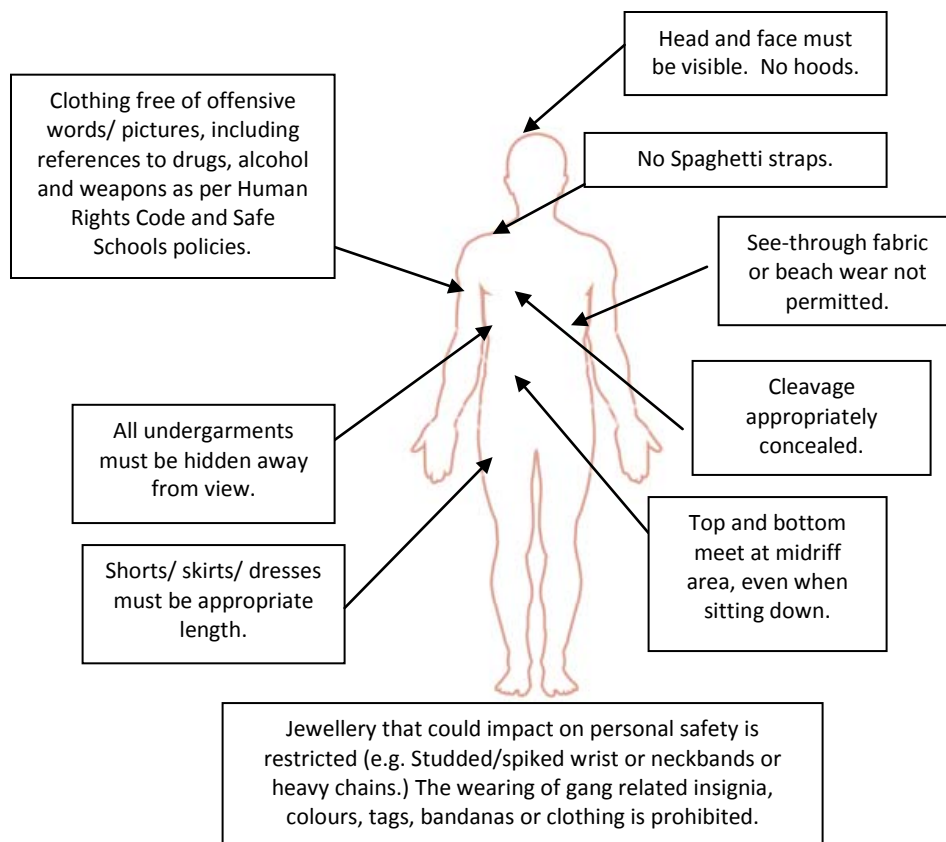 Head and face must
be visible.  No hoods.
Clothing free of offensive
words/ pictures, including
references to drugs, alcohol
and weapons as per Human
Rights Code and Safe
Schools policies.
No Spaghetti straps.
See-through fabric
or beach wear not
permitted.
Cleavage
appropriately
concealed.
All undergarments
must be hidden away
from view.
Top and bottom
meet at midriff
area, even when
sitting down.
Shorts/ skirts/ dresses
must be appropriate
length.
Jewellery that could impact on personal safety is
restricted (e.g. Studded/spiked wrist or neckbands or
heavy chains.) The wearing of gang related insignia,
colours, tags, bandanas or clothing is prohibited.